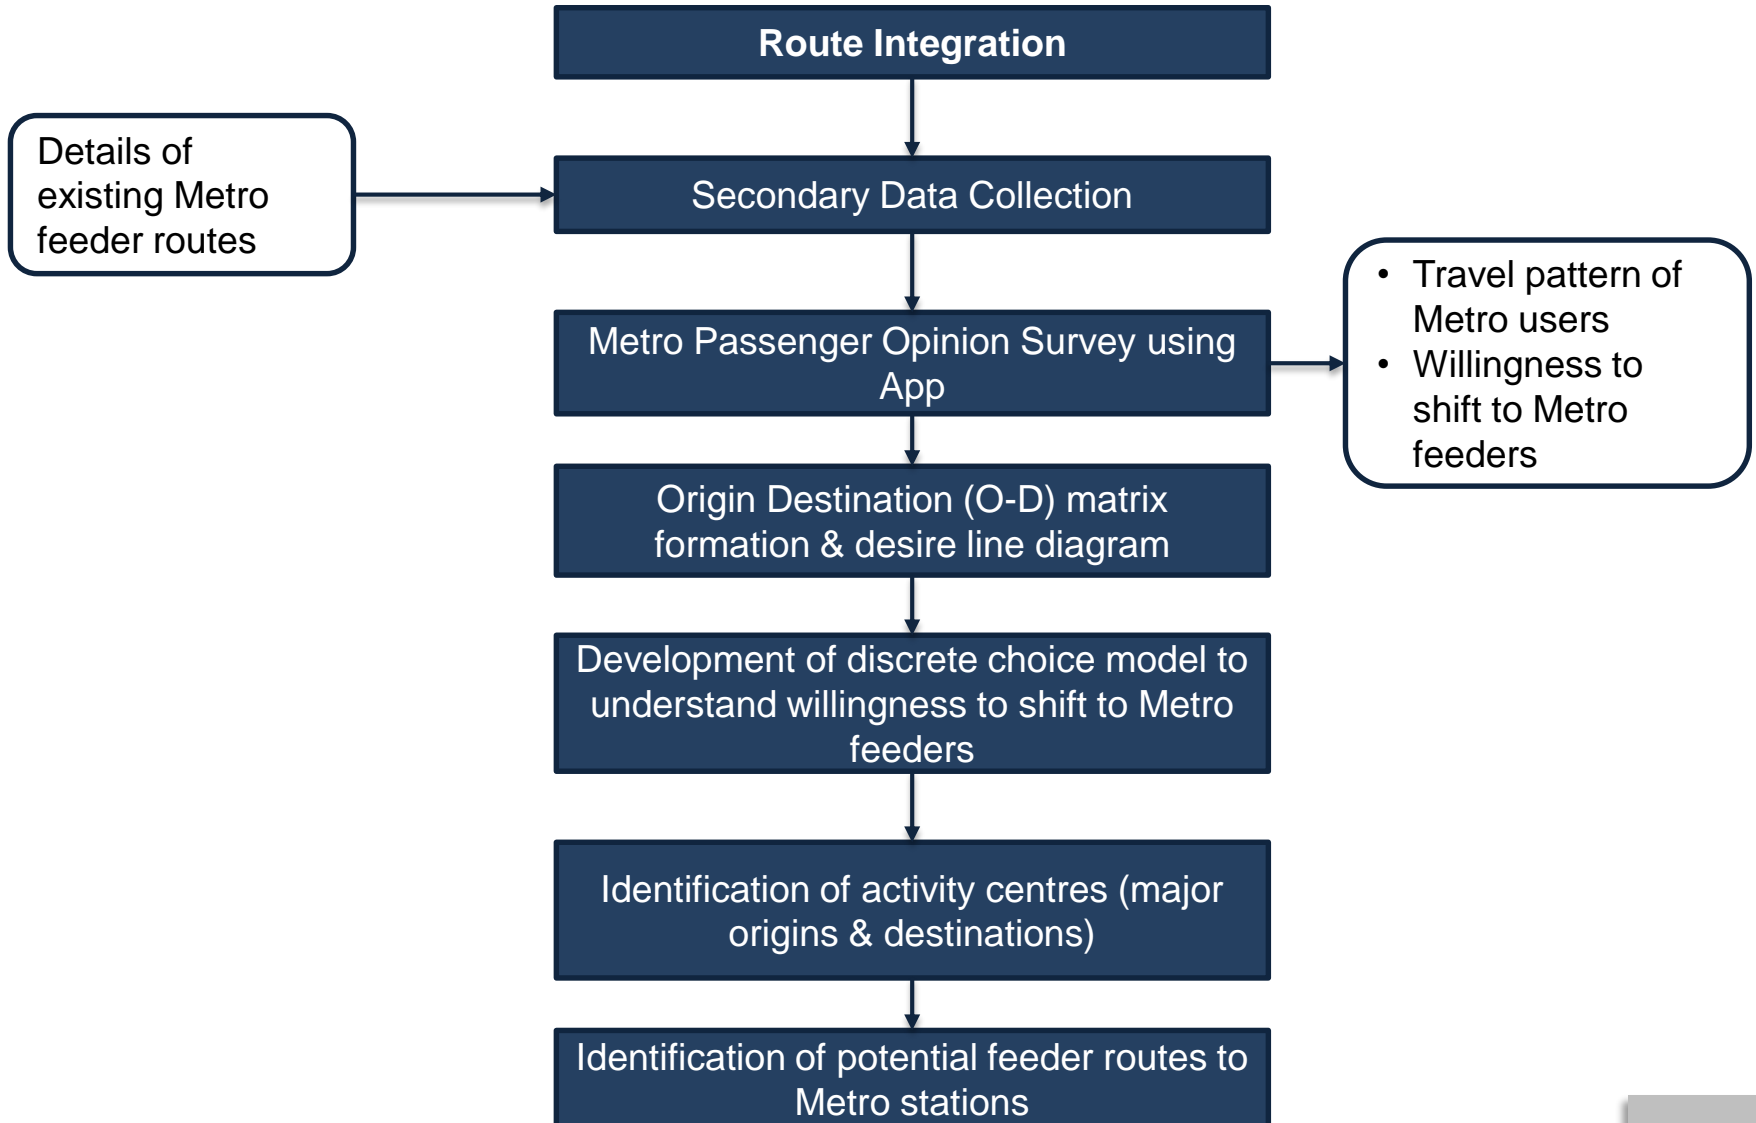 Route Integration
Details of
existing Metro
feeder routes
Secondary Data Collection
• Travel pattern of
Metro users
• Willingness to
shift to Metro
feeders
Metro Passenger Opinion Survey using
App
Origin Destination (O-D) matrix
formation & desire line diagram
Development of discrete choice model to
understand willingness to shift to Metro
feeders
Identification of activity centres (major
origins & destinations)
Identification of potential feeder routes to
Metro stations